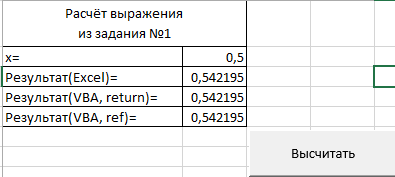 Расчёт выражения
из задания №1
x= 0,5
Результат(Excel)= 0,542195
Результат(VBA, return)= 0,542195
Результат(VBA, ref)= 0,542195
Высчитать